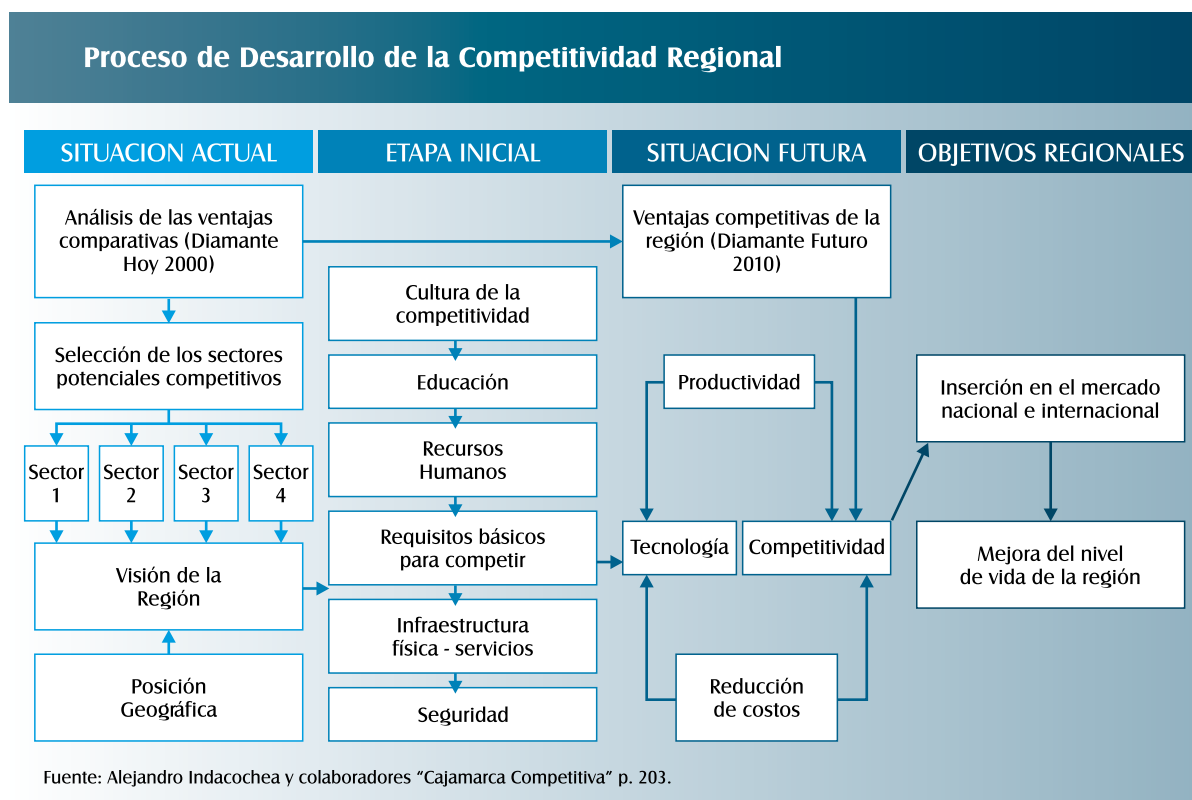 Proceso de Desarrollo de la Competitividad Regional
SITUACION ACTUAL
ETAPA INICIAL
SITUACION FUTURA
OBJETIVOS REGIONALES
Análisis de las ventajas
comparativas (Diamante
Hoy 2000)
Selección de los sectores
potenciales competitivos
Sector
1
Sector
2
Sector
3
Sector
4
Visión de la
Región
Posición
Geográfica
Cultura de la
competitividad
Educación
Recursos
Humanos
Requisitos básicos
para competir
Infraestructura
física - servicios
Seguridad
Ventajas competitivas de la
región (Diamante Futuro
2010)
Productividad
Tecnología
Competitividad
Reducción
de costos
Inserción en el mercado
nacional e internacional
Mejora del nivel
de vida de la región
Fuente: Alejandro Indacochea y colaboradores “Cajamarca Competitiva” p. 203.